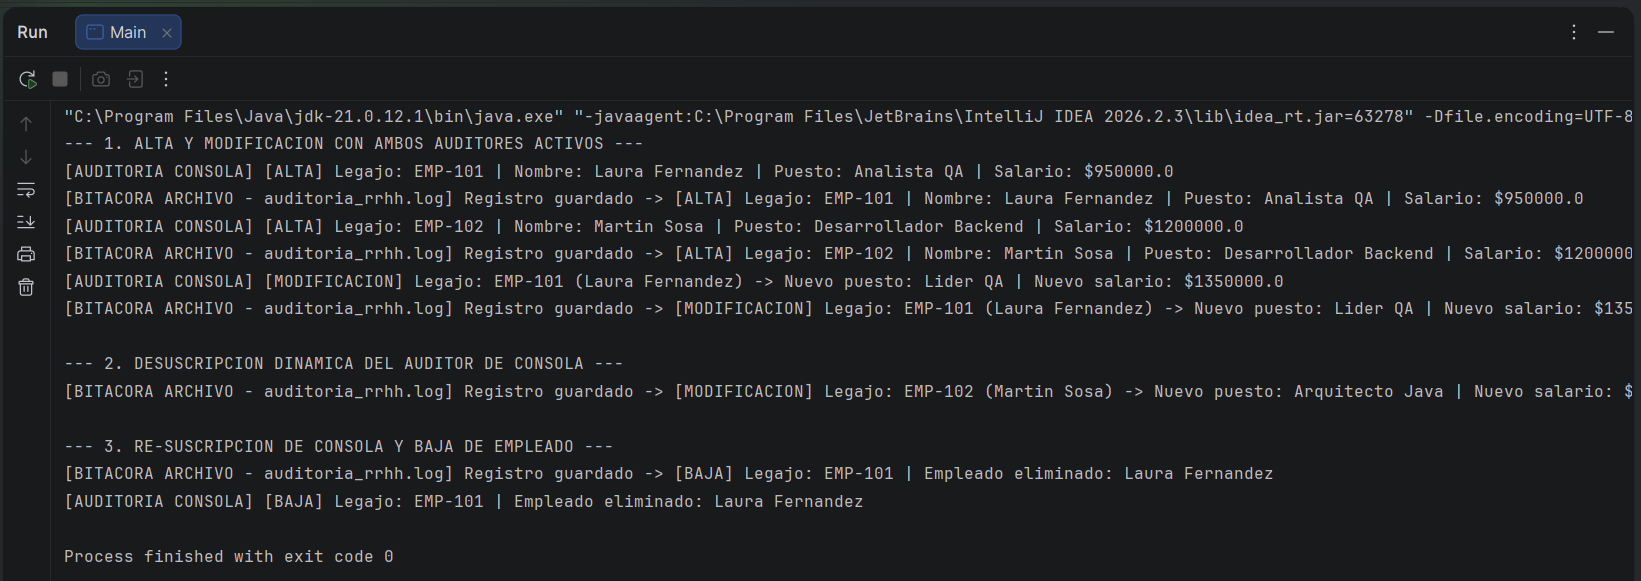 Run Main
"C:\Program Files\Java\jdk-21.0.12.1\bin\java.exe" "-javaagent:C:\Program Files\JetBrains\IntelliJ IDEA 2026.2.3\lib\idea_rt.jar=63278" -Dfile.encoding=UTF-8
--- 1. ALTA Y MODIFICACION CON AMBOS AUDITORES ACTIVOS ---
[AUDITORIA CONSOLA] [ALTA] Legajo: EMP-101 | Nombre: Laura Fernandez | Puesto: Analista QA | Salario: $950000.0
[BITACORA ARCHIVO - auditoria_rrhh.log] Registro guardado -> [ALTA] Legajo: EMP-101 | Nombre: Laura Fernandez | Puesto: Analista QA | Salario: $950000.0
[AUDITORIA CONSOLA] [ALTA] Legajo: EMP-102 | Nombre: Martin Sosa | Puesto: Desarrollador Backend | Salario: $1200000.0
[BITACORA ARCHIVO - auditoria_rrhh.log] Registro guardado -> [ALTA] Legajo: EMP-102 | Nombre: Martin Sosa | Puesto: Desarrollador Backend | Salario: $1200000
[AUDITORIA CONSOLA] [MODIFICACION] Legajo: EMP-101 (Laura Fernandez) -> Nuevo puesto: Lider QA | Nuevo salario: $1350000.0
[BITACORA ARCHIVO - auditoria_rrhh.log] Registro guardado -> [MODIFICACION] Legajo: EMP-101 (Laura Fernandez) -> Nuevo puesto: Lider QA | Nuevo salario: $135
--- 2. DESUSCRIPCION DINAMICA DEL AUDITOR DE CONSOLA ---
[BITACORA ARCHIVO - auditoria_rrhh.log] Registro guardado -> [MODIFICACION] Legajo: EMP-102 (Martin Sosa) -> Nuevo puesto: Arquitecto Java | Nuevo salario: $
--- 3. RE-SUSCRIPCION DE CONSOLA Y BAJA DE EMPLEADO ---
[BITACORA ARCHIVO - auditoria_rrhh.log] Registro guardado -> [BAJA] Legajo: EMP-101 | Empleado eliminado: Laura Fernandez
[AUDITORIA CONSOLA] [BAJA] Legajo: EMP-101 | Empleado eliminado: Laura Fernandez
Process finished with exit code 0